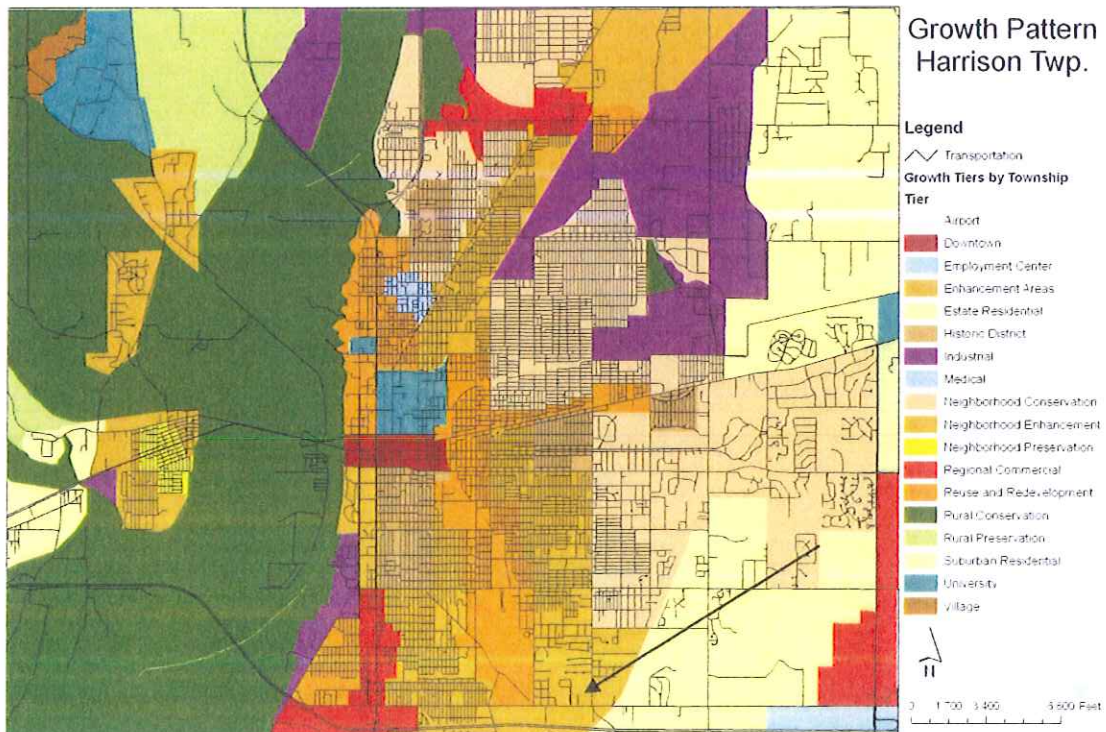 Growth Pattern
Harrison Twp.
Legend
Transportation
Growth Tiers by Township
Tier
Airport
Downtown
Employment Center
Enhancement Areas
Estate Residential
Historic District
Industrial
Medical
Neighborhood Conservation
Neighborhood Enhancement
Neighborhood Preservation
Regional Commercial
Reuse and Redevelopment
Rural Conservation
Rural Preservation
Suburban Residential
University
Village
0 1,700 3,400 6,800 Feet